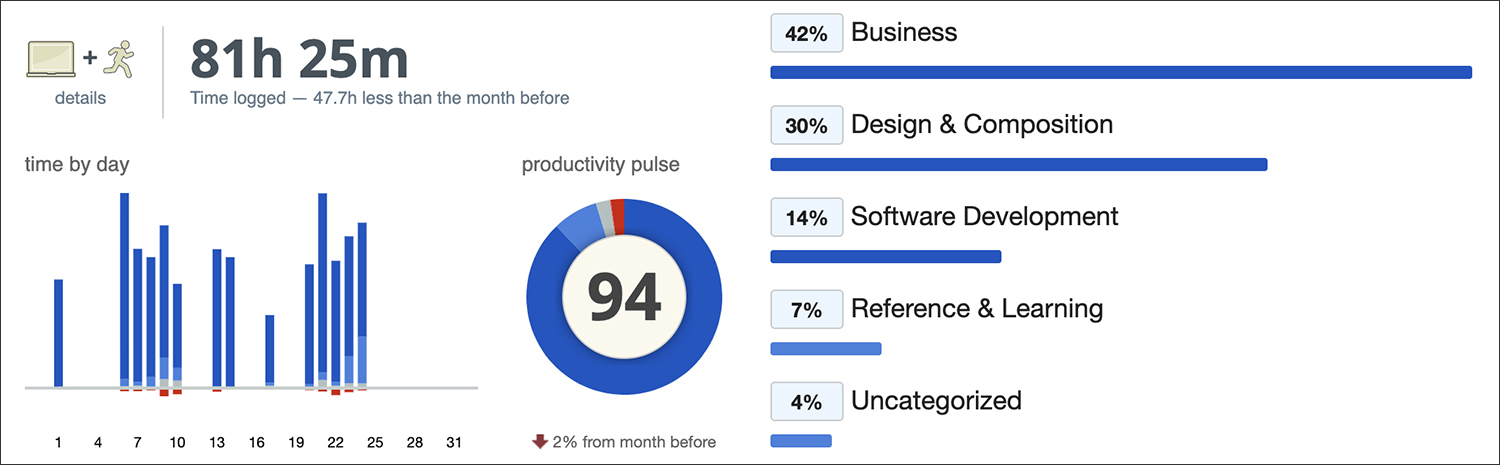 81h 25m
details
Time logged — 47.7h less than the month before
time by day
1 4 7 10 13 16 19 22 25 28 31
productivity pulse
94
2% from month before
42% Business
30% Design & Composition
14% Software Development
7% Reference & Learning
4% Uncategorized